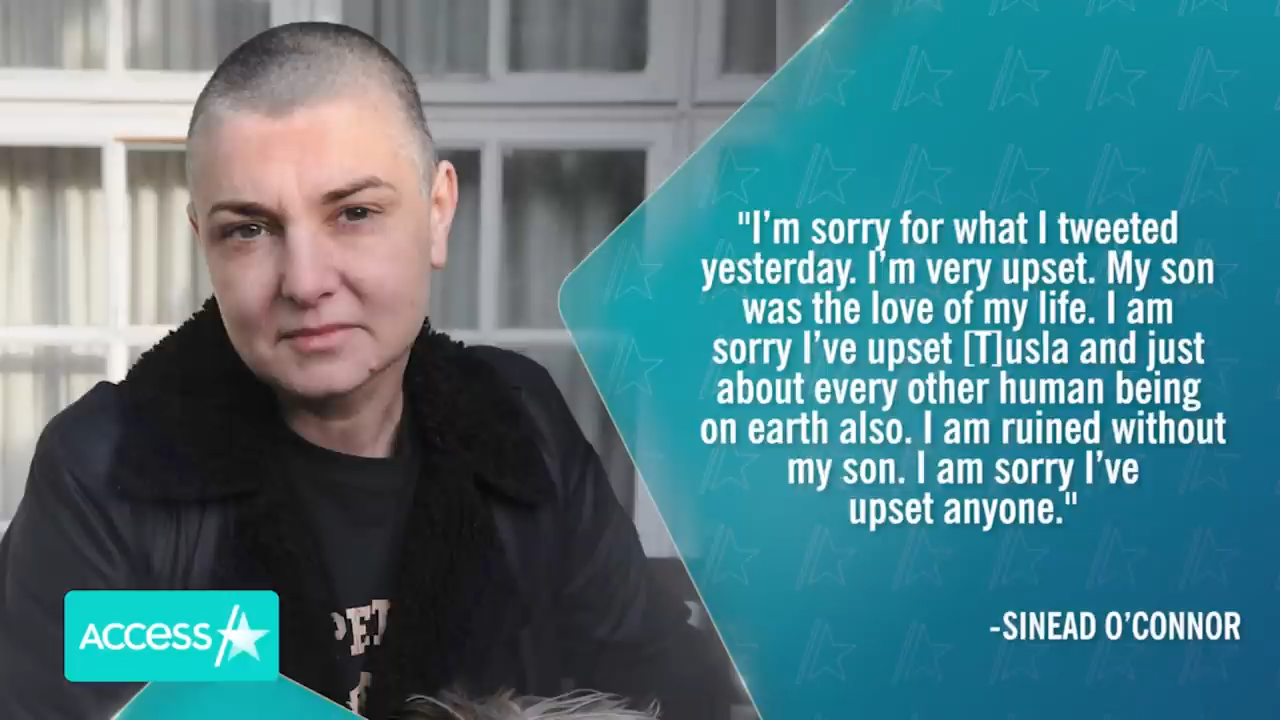 "I'm sorry for what I tweeted
yesterday. I'm very upset. My son
was the love of my life. I am
sorry I've upset [T]usla and just
about every other human being
on earth also. I am ruined without
my son. I am sorry I've
upset anyone."
-SINEAD O'CONNOR
ACCESS